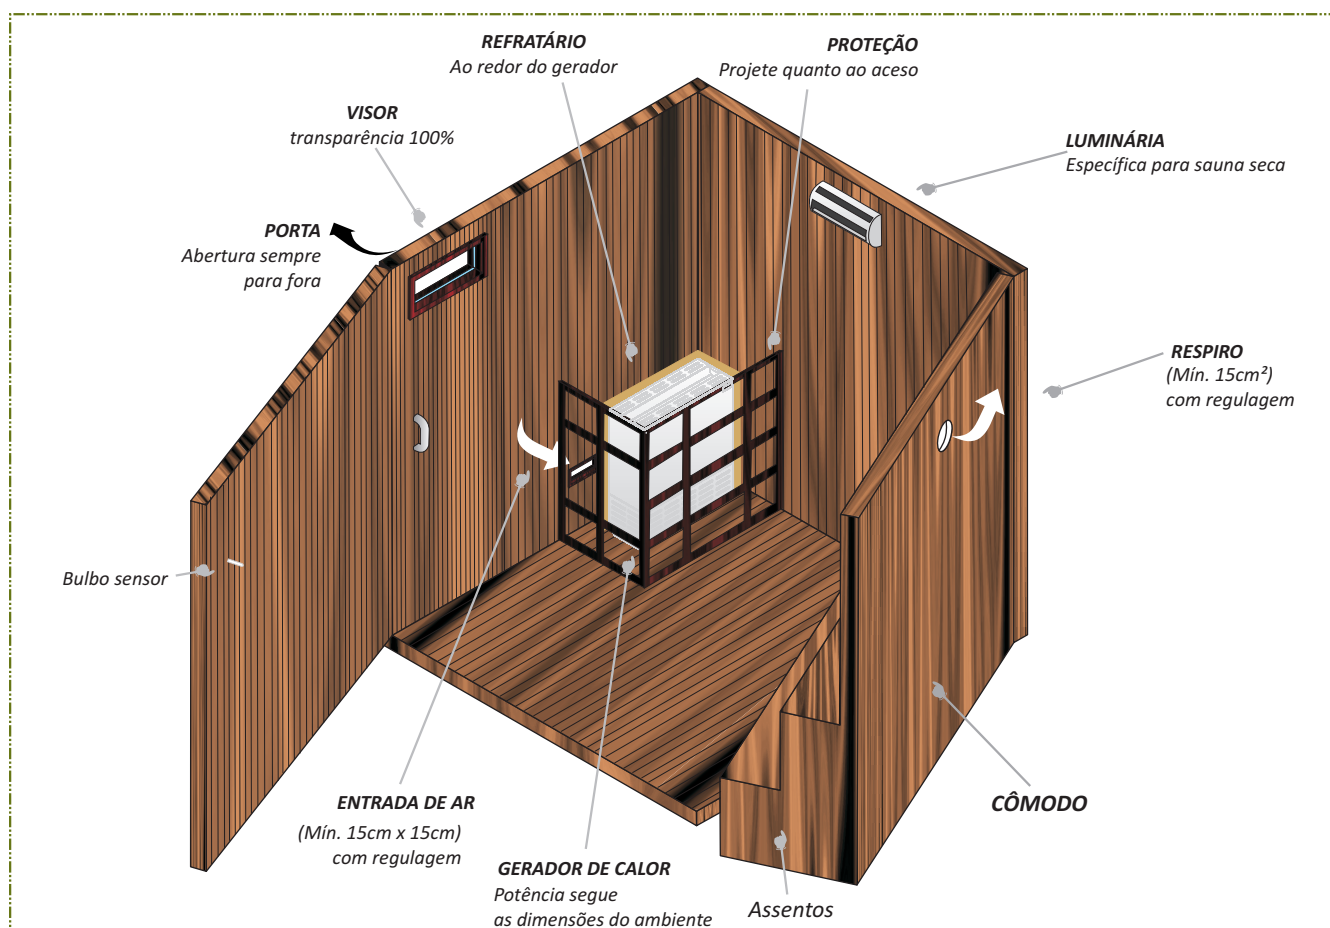 REFRATÁRIO
Ao redor do gerador
PROTEÇÃO
Projete quanto ao aceso
VISOR
transparência 100%
LUMINÁRIA
Específica para sauna seca
PORTA
Abertura sempre
para fora
RESPIRO
(Mín. 15cm²)
com regulagem
Bulbo sensor
ENTRADA DE AR
(Mín. 15cm x 15cm)
com regulagem
CÔMODO
GERADOR DE CALOR
Potência segue
as dimensões do ambiente
Assentos